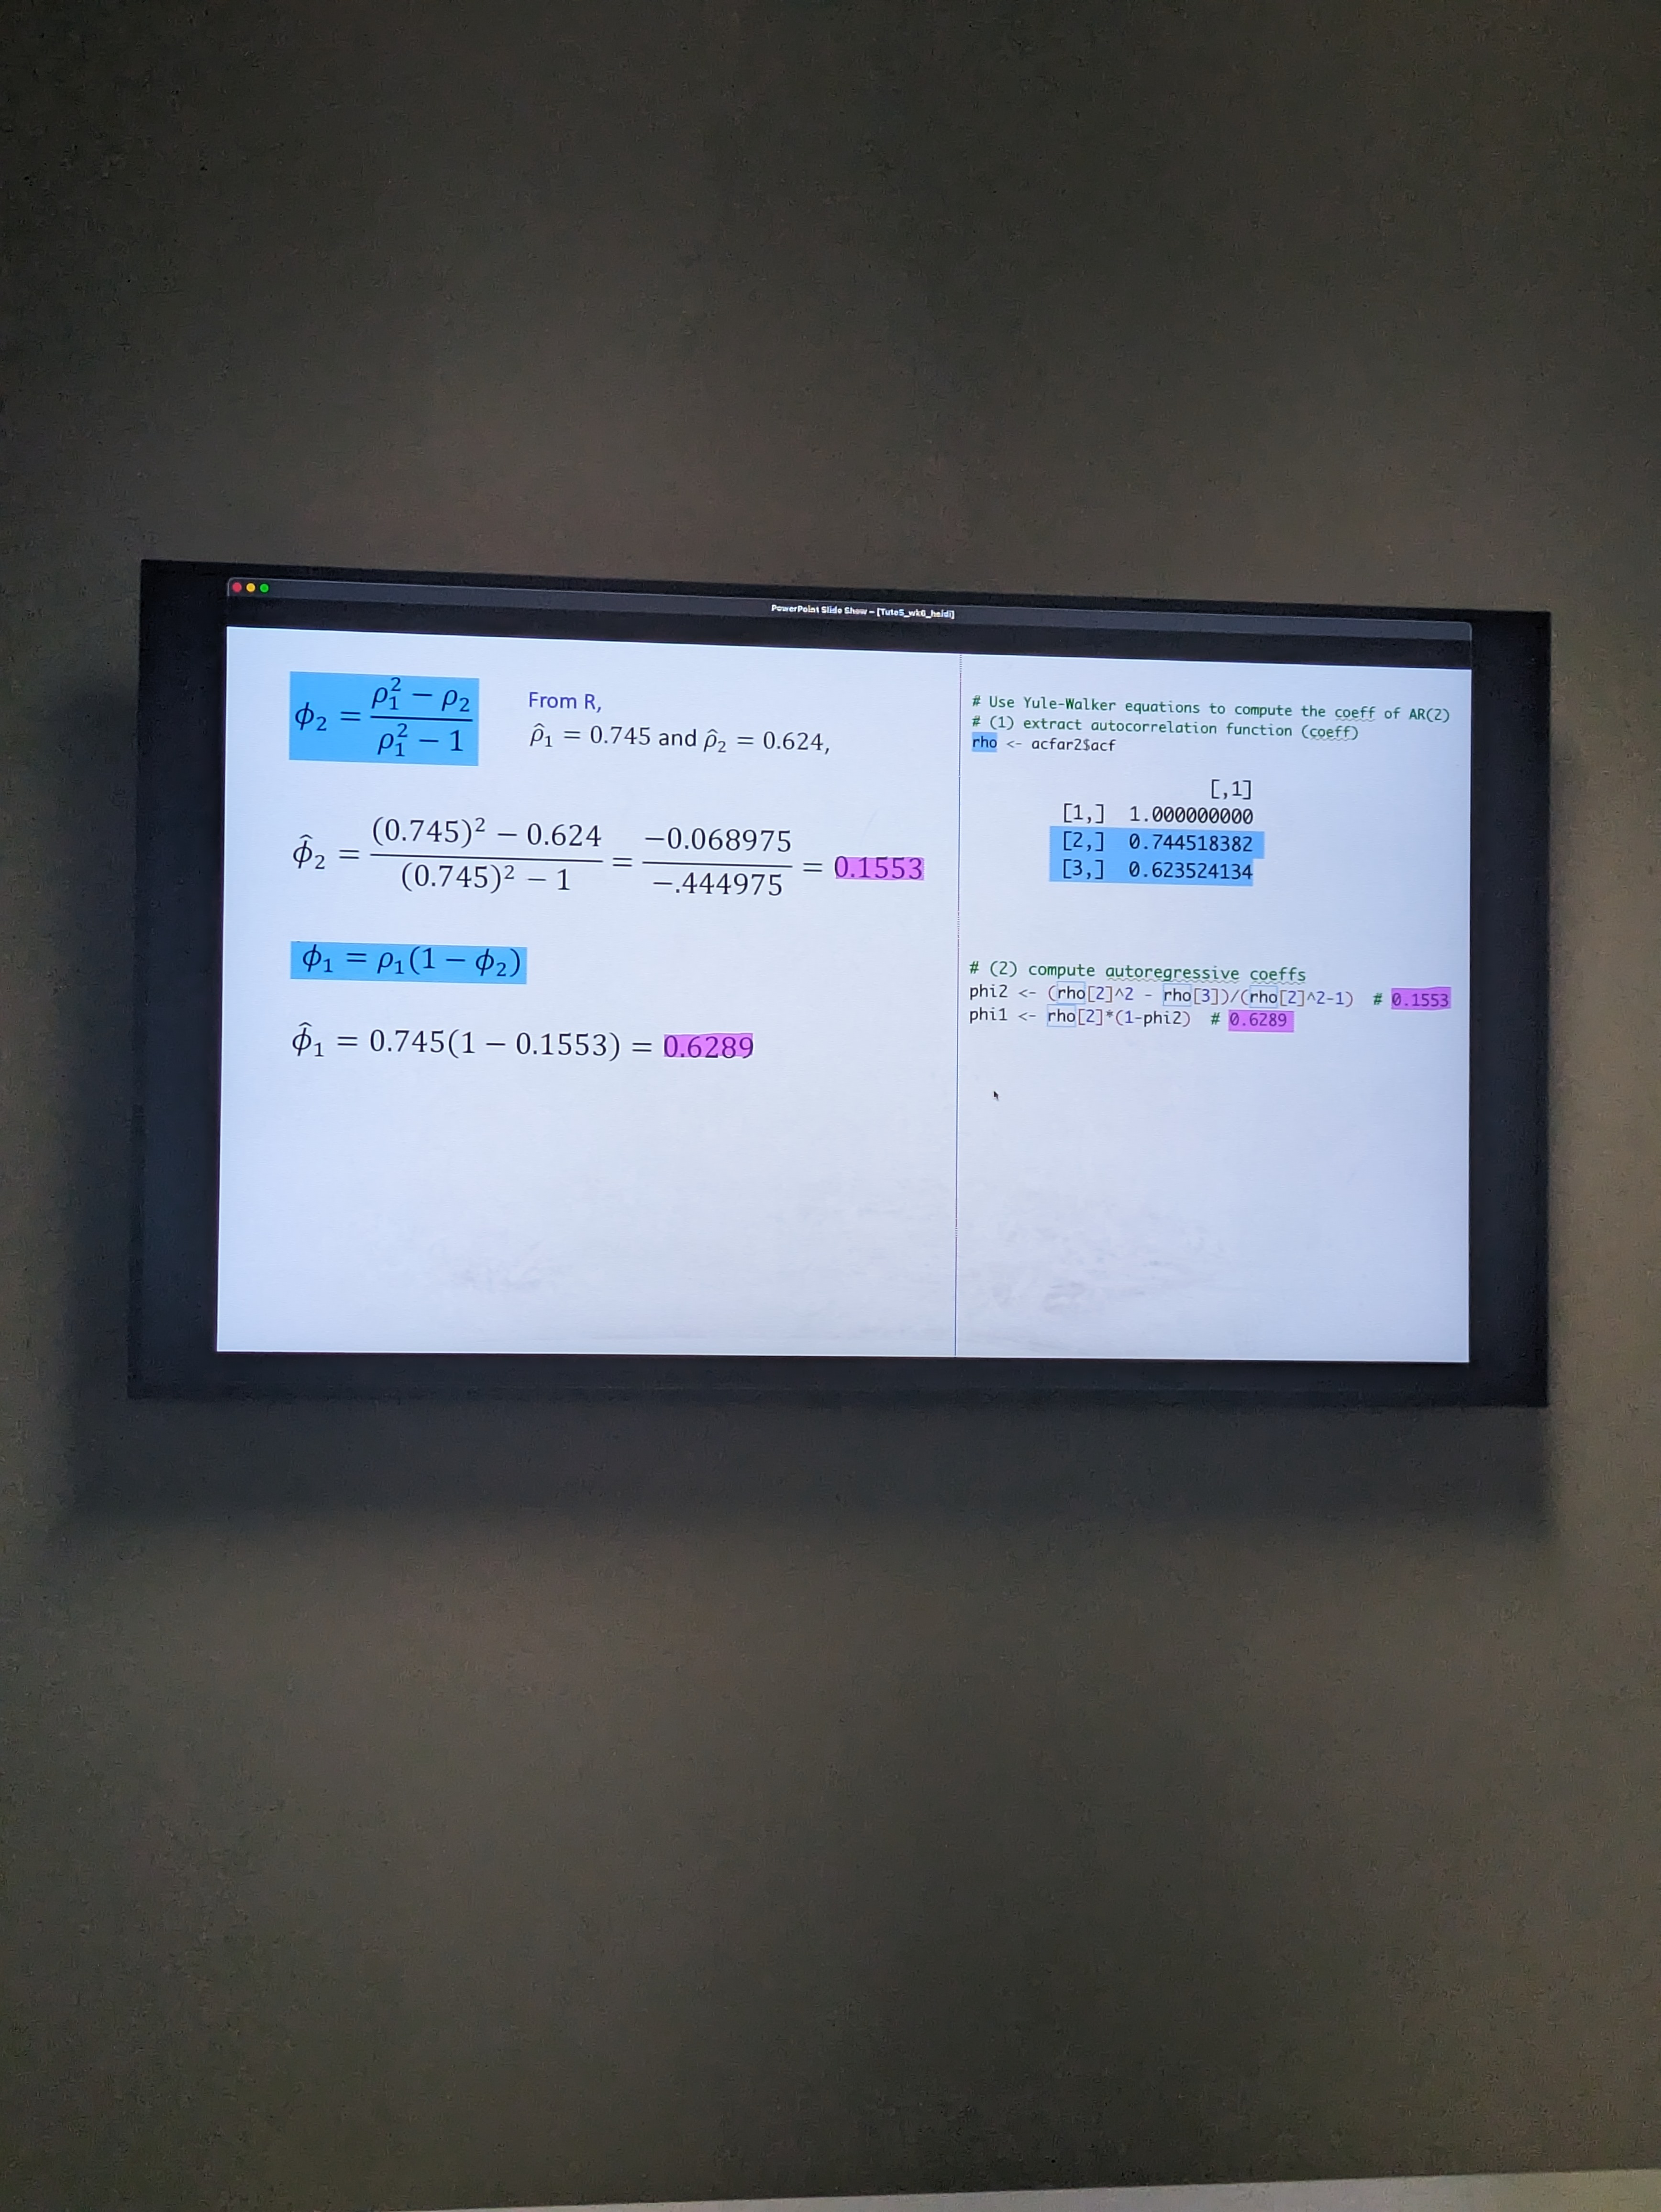 PowerPoint Slide Show – [Tute5_wk6_heidi]
ϕ₂ = (ρ₁² − ρ₂) / (ρ₁² − 1)
From R,
ρ̂₁ = 0.745 and ρ̂₂ = 0.624,
ϕ̂₂ = ((0.745)² − 0.624) / ((0.745)² − 1) = −0.068975 / −.444975 = 0.1553
ϕ₁ = ρ₁(1 − ϕ₂)
ϕ̂₁ = 0.745(1 − 0.1553) = 0.6289
# Use Yule-Walker equations to compute the coeff of AR(2)
# (1) extract autocorrelation function (coeff)
rho <- acfar2$acf
[,1]
[1,] 1.000000000
[2,] 0.744518382
[3,] 0.623524134
# (2) compute autoregressive coeffs
phi2 <- (rho[2]^2 - rho[3])/(rho[2]^2-1) # 0.1553
phi1 <- rho[2]*(1-phi2) # 0.6289